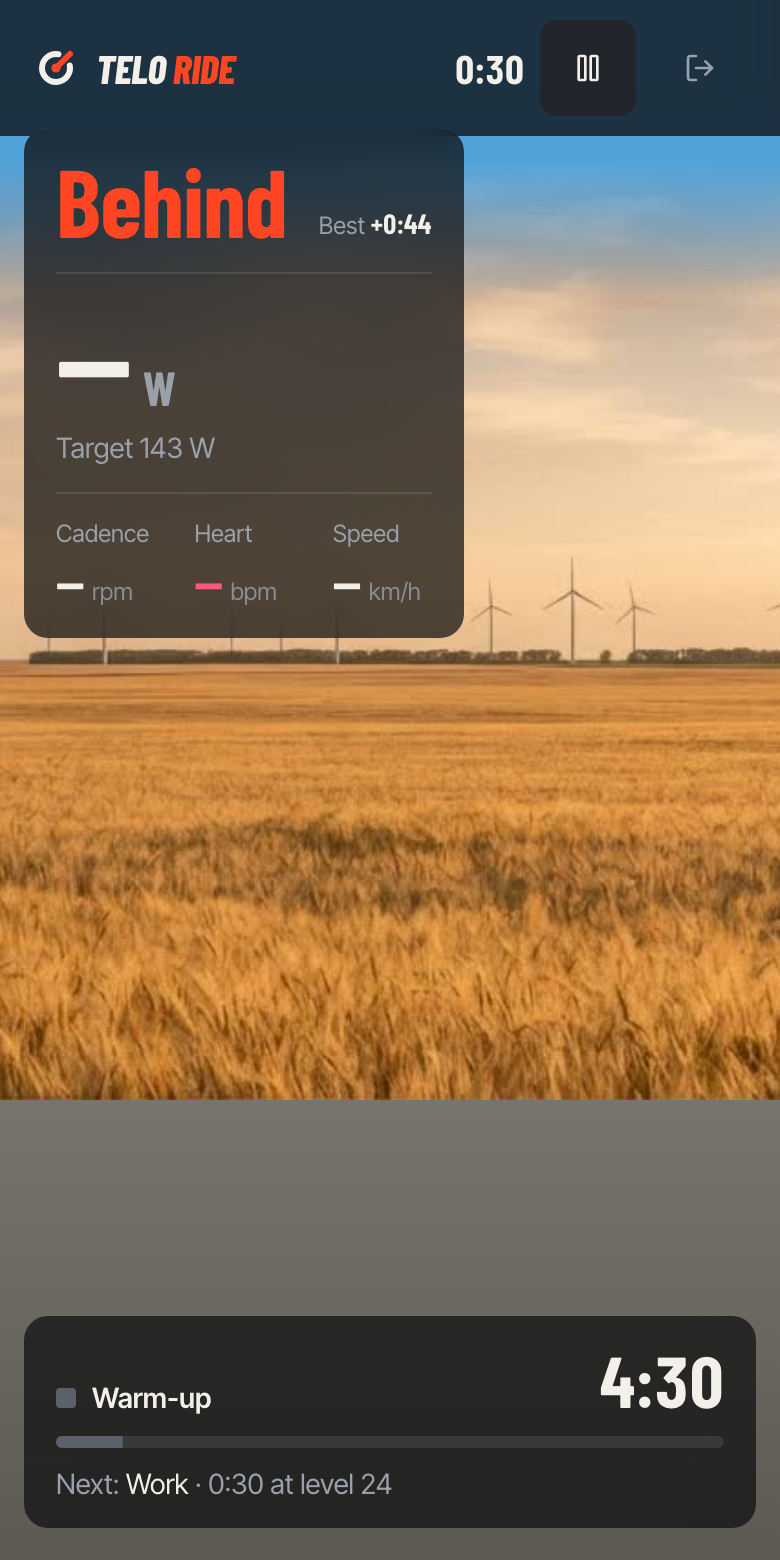 TELO RIDE
0:30
Behind
Best +0:44
— W
Target 143 W
Cadence Heart Speed
— rpm — bpm — km/h
Warm-up
4:30
Next: Work · 0:30 at level 24